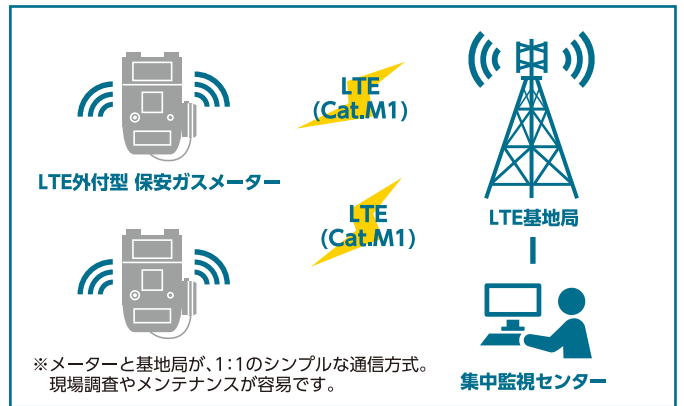 LTE
(Cat.M1)
LTE外付型 保安ガスメーター
LTE
(Cat.M1)
LTE基地局
※メーターと基地局が、1:1のシンプルな通信方式。
現場調査やメンテナンスが容易です。
集中監視センター